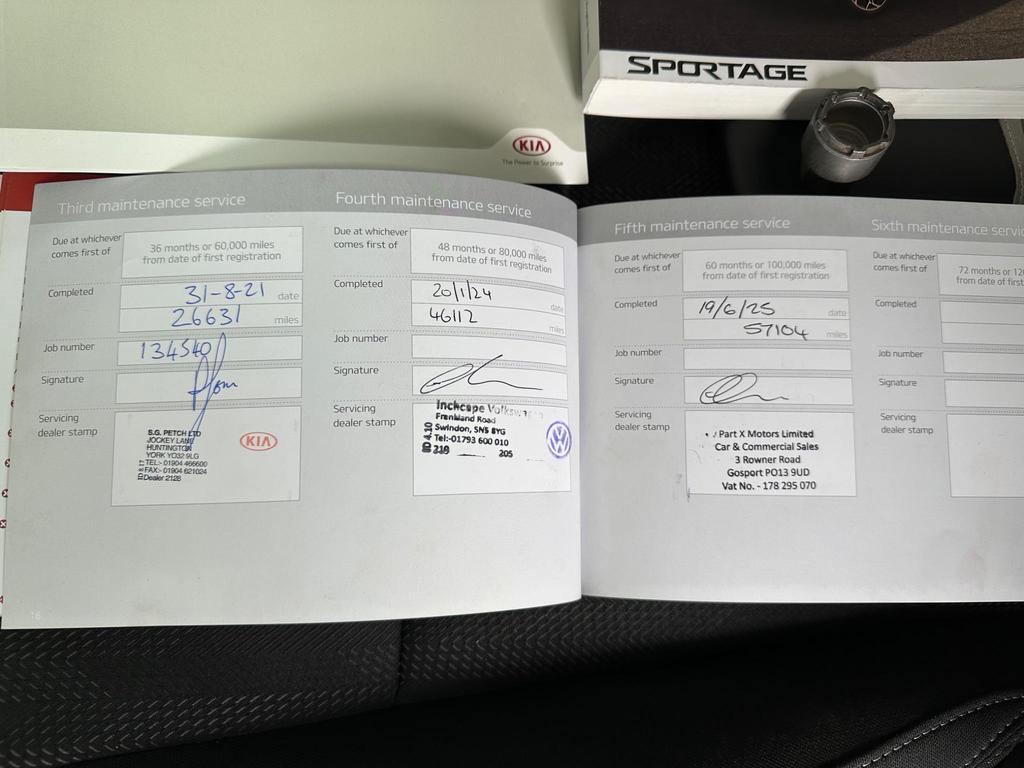 SPORTAGE
KIA
The Power to Surprise
Third maintenance service
Due at whichever
comes first of
36 months or 60,000 miles
from date of first registration
Completed
31-8-21 date
26631 miles
Job number
134540
Signature
Servicing
dealer stamp
S.G. PETCH LTD
JOCKEY LANE
HUNTINGTON
YORK YO32 9LG
TEL:- 01904 466600
FAX:- 01904 621024
Dealer 2128
KIA
16
Fourth maintenance service
Due at whichever
comes first of
48 months or 80,000 miles
from date of first registration
Completed
20/1/24 date
46112 miles
Job number
Signature
Servicing
dealer stamp
Inchcape Volkswagen
Frankland Road
Swindon, SN5 8YG
Tel:-01793 600 010
205
Fifth maintenance service
Due at whichever
comes first of
60 months or 100,000 miles
from date of first registration
Completed
19/6/25 date
57104 miles
Job number
Signature
Servicing
dealer stamp
Part X Motors Limited
Car & Commercial Sales
3 Rowner Road
Gosport PO13 9UD
Vat No. - 178 295 070
Sixth maintenance servic
Due at whichever
comes first of
72 months or 12
from date of first
Completed
Job number
Signature
Servicing
dealer stamp